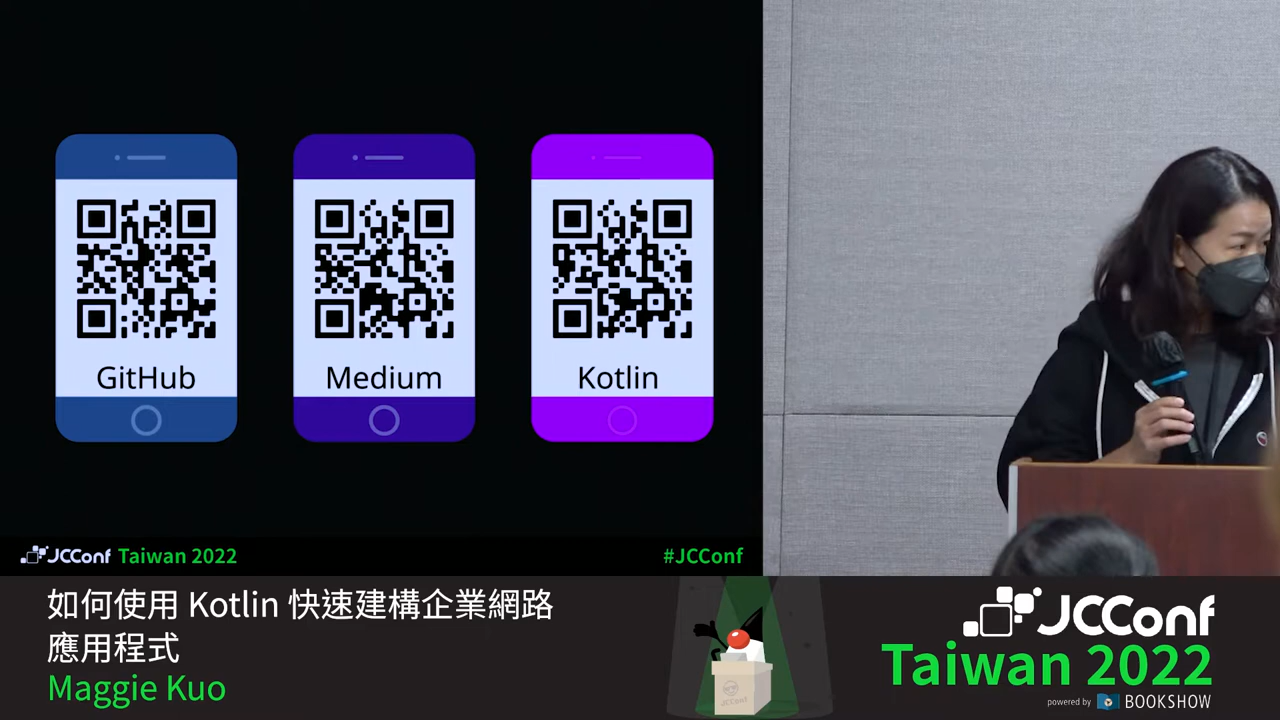 GitHub
Medium
Kotlin
JCConf Taiwan 2022
#JCConf
如何使用 Kotlin 快速建構企業網路
應用程式
Maggie Kuo
JCConf
JCConf
Taiwan 2022
powered by BOOKSHOW